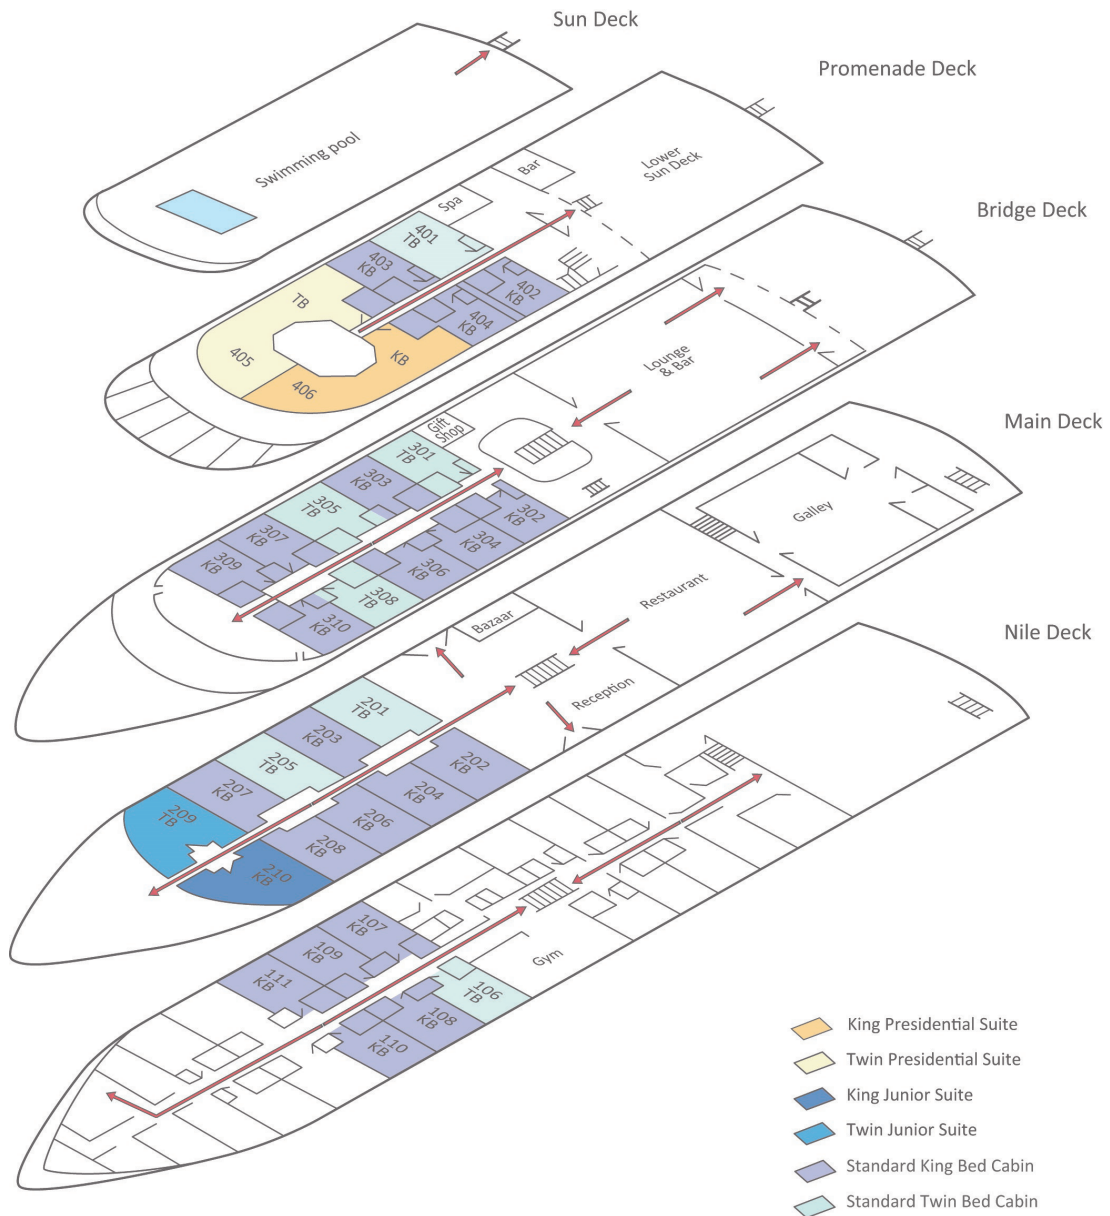 Sun Deck
Swimming pool
Promenade Deck
Lower
Sun Deck
Bar
Spa
401
TB
403
KB
402
KB
404
KB
TB
405
KB
406
Bridge Deck
Lounge
& Bar
Gift
Shop
301
TB
303
KB
305
TB
307
KB
309
KB
302
KB
304
KB
306
KB
308
TB
310
KB
Main Deck
Galley
Restaurant
Bazaar
Reception
201
TB
203
KB
205
TB
207
KB
209
TB
202
KB
204
KB
206
KB
208
KB
210
KB
Nile Deck
Gym
107
KB
109
KB
111
KB
106
TB
108
KB
110
KB
King Presidential Suite
Twin Presidential Suite
King Junior Suite
Twin Junior Suite
Standard King Bed Cabin
Standard Twin Bed Cabin